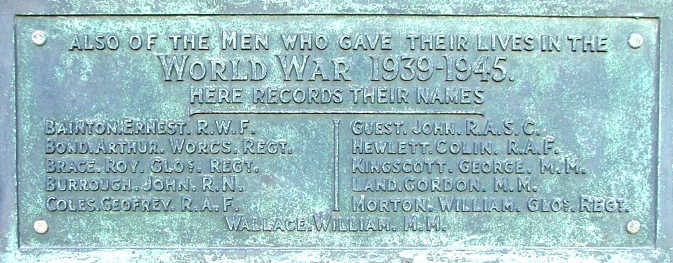 ALSO OF THE MEN WHO GAVE THEIR LIVES IN THE
WORLD WAR 1939-1945.
HERE RECORDS THEIR NAMES
BAINTON.ERNEST. R.W.F.
BOND.ARTHUR. WORCS. REGT.
BRACE.ROY. GLOS. REGT.
BURROUGH.JOHN. R.N.
COLES.GEOFREY. R.A.F.
GUEST. JOHN. R.A.S.C.
HEWLETT.COLIN. R.A.F.
KINGSCOTT. GEORGE. M.M.
LAND.GORDON. M.M.
MORTON. WILLIAM. GLOS. REGT.
WALLACE.WILLIAM. M.M.